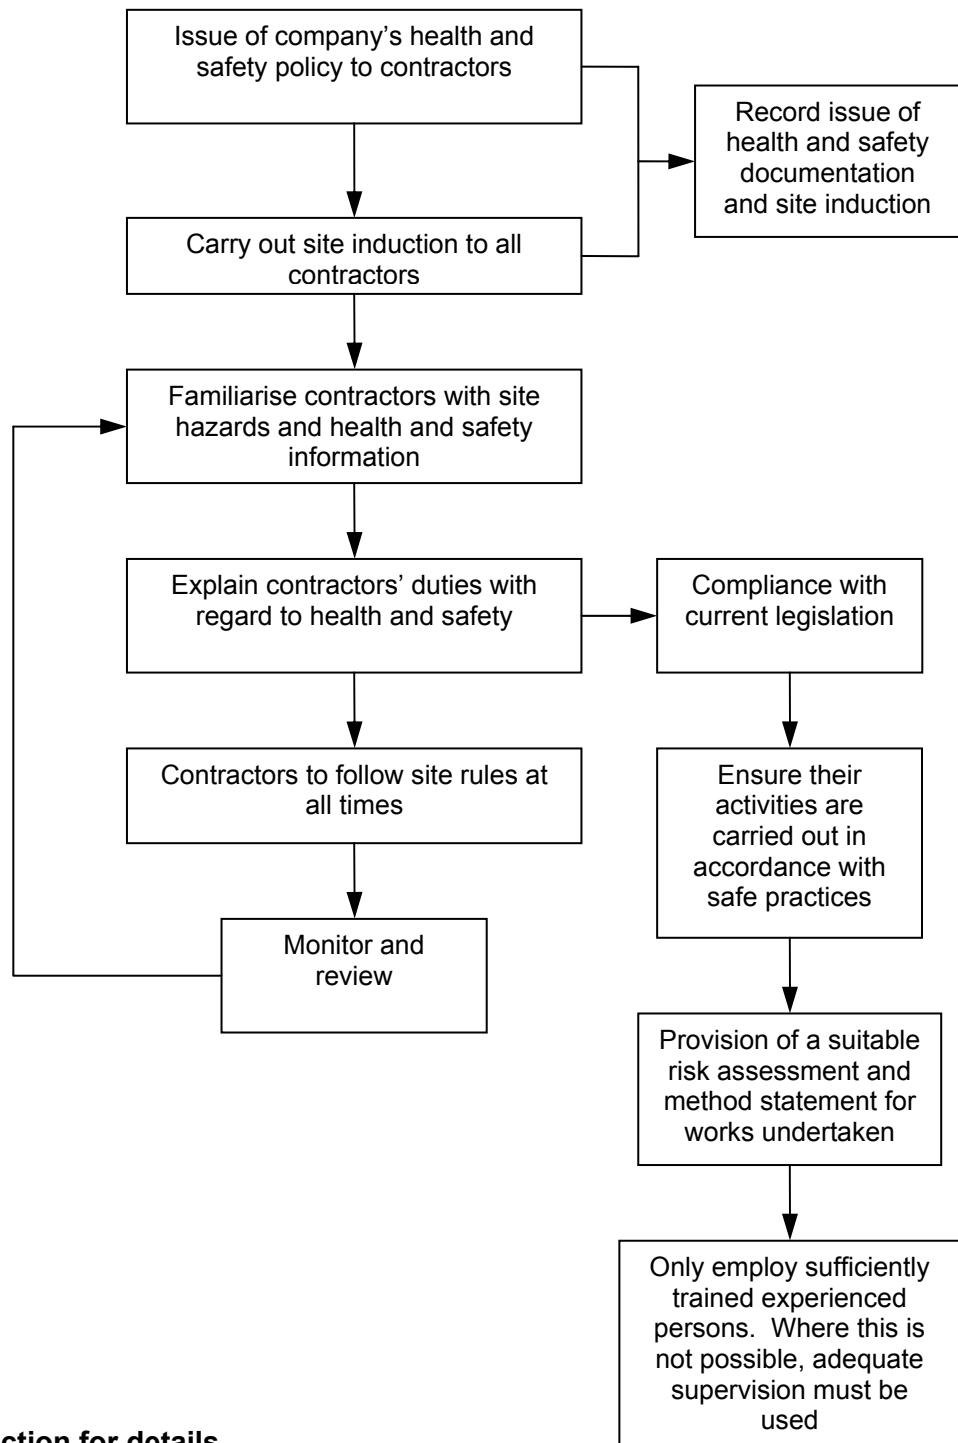 Issue of company’s health and
safety policy to contractors
Record issue of
health and safety
documentation
and site induction
Carry out site induction to all
contractors
Familiarise contractors with site
hazards and health and safety
information
Explain contractors’ duties with
regard to health and safety
Compliance with
current legislation
Contractors to follow site rules at
all times
Ensure their
activities are
carried out in
accordance with
safe practices
Monitor and
review
Provision of a suitable
risk assessment and
method statement for
works undertaken
Only employ sufficiently
trained experienced
persons.  Where this is
not possible, adequate
supervision must be
used
ction for details